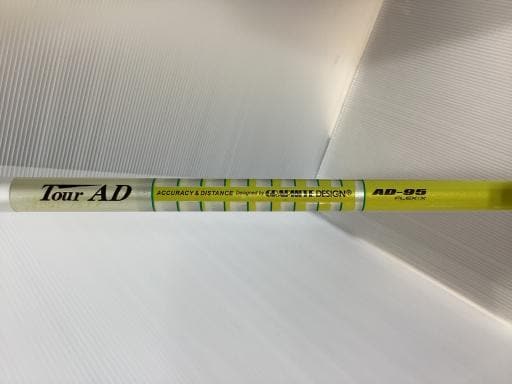 Tour AD
ACCURACY & DISTANCE Designed by GRAPHITE DESIGN®
AD-95
FLEX:X